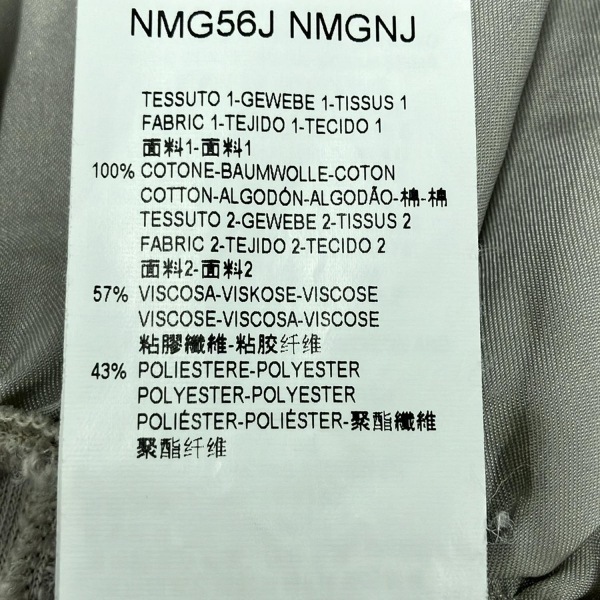 NMG56J NMGNJ
TESSUTO 1-GEWEBE 1-TISSUS 1
FABRIC 1-TEJIDO 1-TECIDO 1
面料1-面料1
100% COTONE-BAUMWOLLE-COTON
COTTON-ALGODÓN-ALGODÃO-棉-棉
TESSUTO 2-GEWEBE 2-TISSUS 2
FABRIC 2-TEJIDO 2-TECIDO 2
面料2-面料2
57% VISCOSA-VISKOSE-VISCOSE
VISCOSE-VISCOSA-VISCOSE
粘膠纖維-粘胶纤维
43% POLIESTERE-POLYESTER
POLYESTER-POLYESTER
POLIÉSTER-POLIÉSTER-聚酯纖維
聚酯纤维